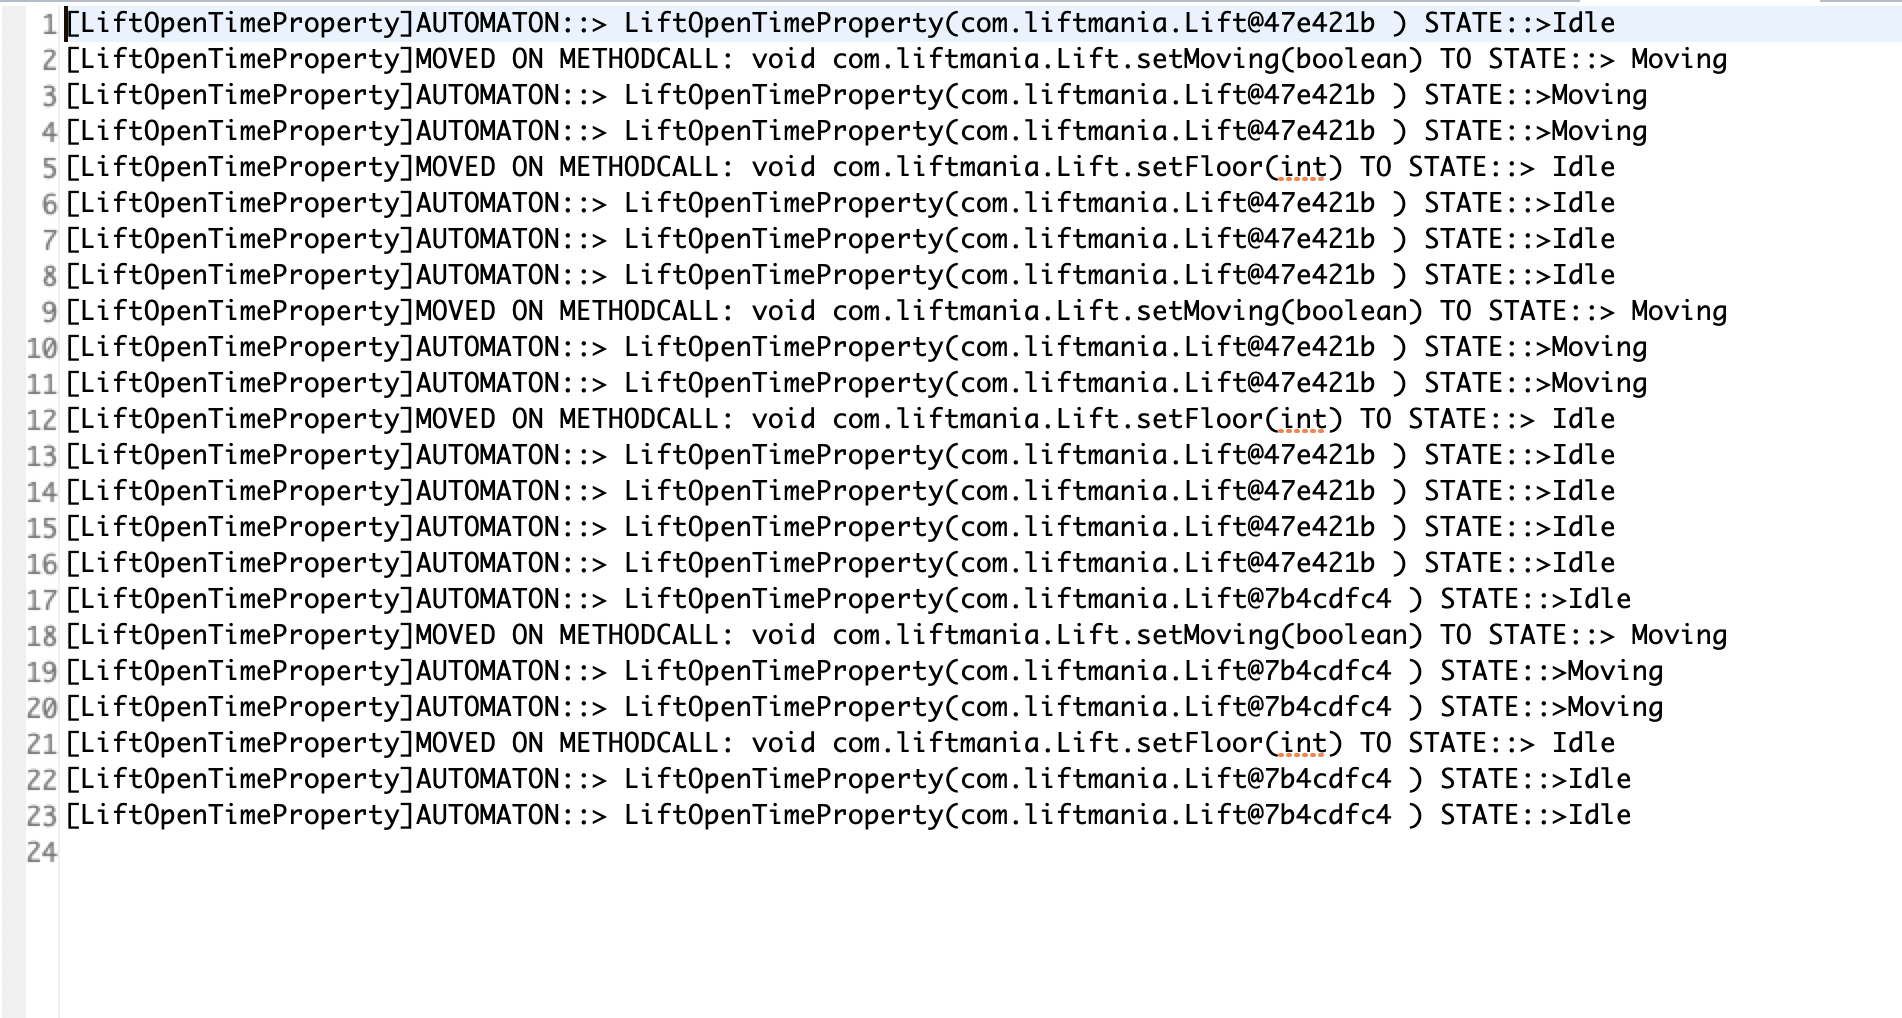 1 [LiftOpenTimeProperty]AUTOMATON::> LiftOpenTimeProperty(com.liftmania.Lift@47e421b ) STATE::>Idle
2 [LiftOpenTimeProperty]MOVED ON METHODCALL: void com.liftmania.Lift.setMoving(boolean) TO STATE::> Moving
3 [LiftOpenTimeProperty]AUTOMATON::> LiftOpenTimeProperty(com.liftmania.Lift@47e421b ) STATE::>Moving
4 [LiftOpenTimeProperty]AUTOMATON::> LiftOpenTimeProperty(com.liftmania.Lift@47e421b ) STATE::>Moving
5 [LiftOpenTimeProperty]MOVED ON METHODCALL: void com.liftmania.Lift.setFloor(int) TO STATE::> Idle
6 [LiftOpenTimeProperty]AUTOMATON::> LiftOpenTimeProperty(com.liftmania.Lift@47e421b ) STATE::>Idle
7 [LiftOpenTimeProperty]AUTOMATON::> LiftOpenTimeProperty(com.liftmania.Lift@47e421b ) STATE::>Idle
8 [LiftOpenTimeProperty]AUTOMATON::> LiftOpenTimeProperty(com.liftmania.Lift@47e421b ) STATE::>Idle
9 [LiftOpenTimeProperty]MOVED ON METHODCALL: void com.liftmania.Lift.setMoving(boolean) TO STATE::> Moving
10 [LiftOpenTimeProperty]AUTOMATON::> LiftOpenTimeProperty(com.liftmania.Lift@47e421b ) STATE::>Moving
11 [LiftOpenTimeProperty]AUTOMATON::> LiftOpenTimeProperty(com.liftmania.Lift@47e421b ) STATE::>Moving
12 [LiftOpenTimeProperty]MOVED ON METHODCALL: void com.liftmania.Lift.setFloor(int) TO STATE::> Idle
13 [LiftOpenTimeProperty]AUTOMATON::> LiftOpenTimeProperty(com.liftmania.Lift@47e421b ) STATE::>Idle
14 [LiftOpenTimeProperty]AUTOMATON::> LiftOpenTimeProperty(com.liftmania.Lift@47e421b ) STATE::>Idle
15 [LiftOpenTimeProperty]AUTOMATON::> LiftOpenTimeProperty(com.liftmania.Lift@47e421b ) STATE::>Idle
16 [LiftOpenTimeProperty]AUTOMATON::> LiftOpenTimeProperty(com.liftmania.Lift@47e421b ) STATE::>Idle
17 [LiftOpenTimeProperty]AUTOMATON::> LiftOpenTimeProperty(com.liftmania.Lift@7b4cdfc4 ) STATE::>Idle
18 [LiftOpenTimeProperty]MOVED ON METHODCALL: void com.liftmania.Lift.setMoving(boolean) TO STATE::> Moving
19 [LiftOpenTimeProperty]AUTOMATON::> LiftOpenTimeProperty(com.liftmania.Lift@7b4cdfc4 ) STATE::>Moving
20 [LiftOpenTimeProperty]AUTOMATON::> LiftOpenTimeProperty(com.liftmania.Lift@7b4cdfc4 ) STATE::>Moving
21 [LiftOpenTimeProperty]MOVED ON METHODCALL: void com.liftmania.Lift.setFloor(int) TO STATE::> Idle
22 [LiftOpenTimeProperty]AUTOMATON::> LiftOpenTimeProperty(com.liftmania.Lift@7b4cdfc4 ) STATE::>Idle
23 [LiftOpenTimeProperty]AUTOMATON::> LiftOpenTimeProperty(com.liftmania.Lift@7b4cdfc4 ) STATE::>Idle
24